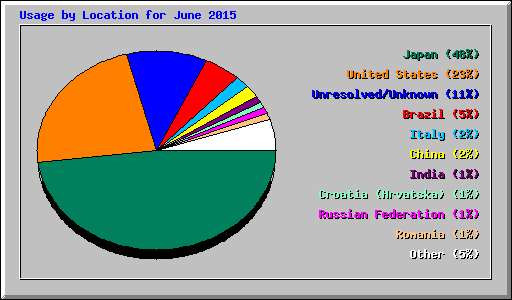 Usage by Location for June 2015
Japan (48%)
United States (23%)
Unresolved/Unknown (11%)
Brazil (5%)
Italy (2%)
China (2%)
India (1%)
Croatia (Hrvatska) (1%)
Russian Federation (1%)
Romania (1%)
Other (5%)